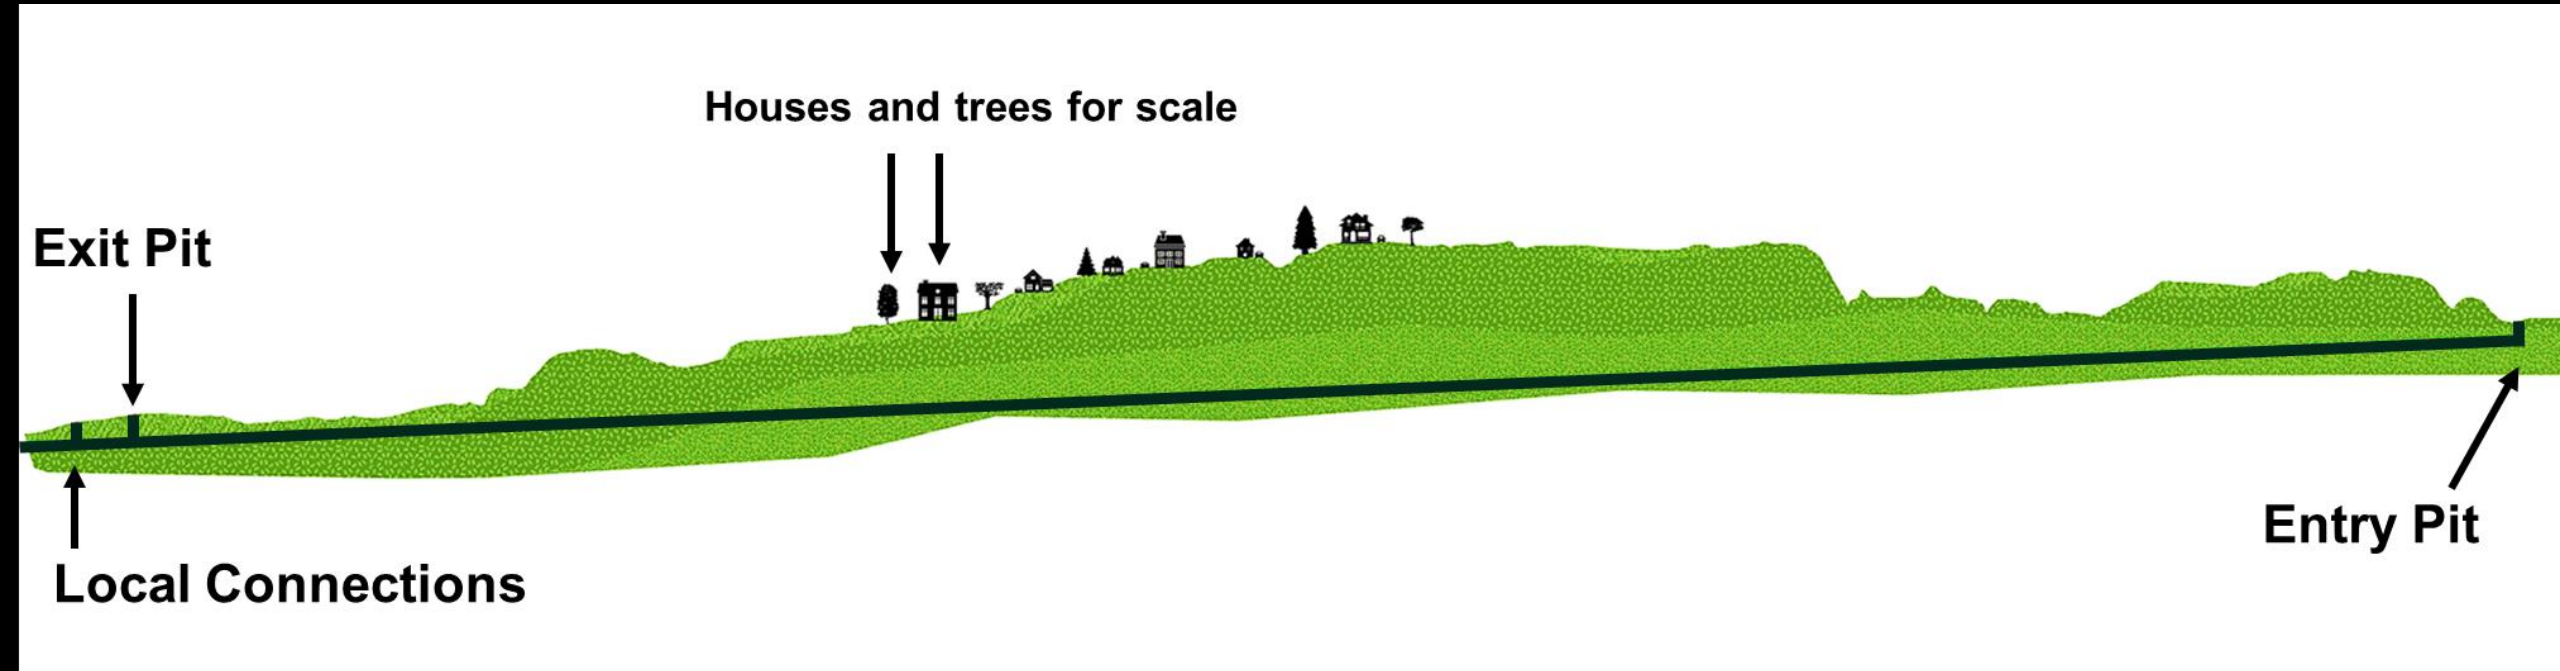 Houses and trees for scale
Exit Pit
Entry Pit
Local Connections